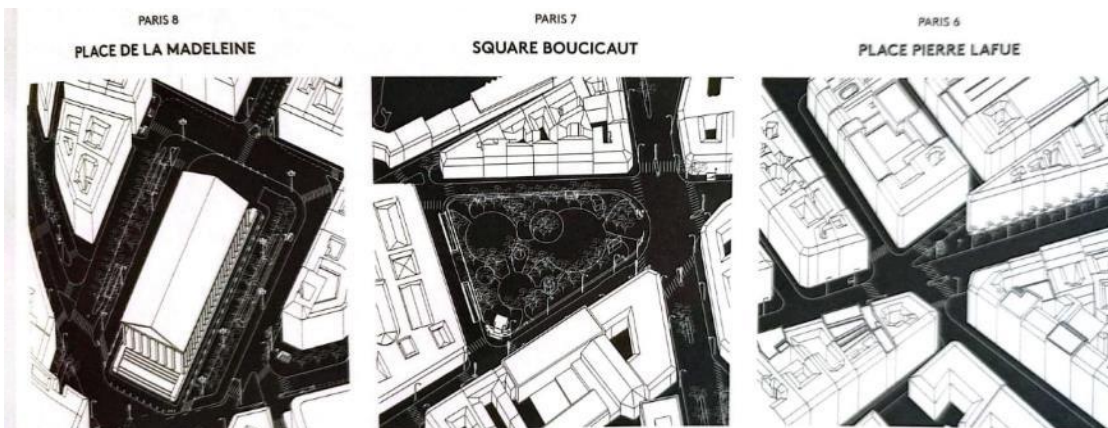 PARIS 8
PLACE DE LA MADELEINE
PARIS 7
SQUARE BOUCICAUT
PARIS 6
PLACE PIERRE LAFUE